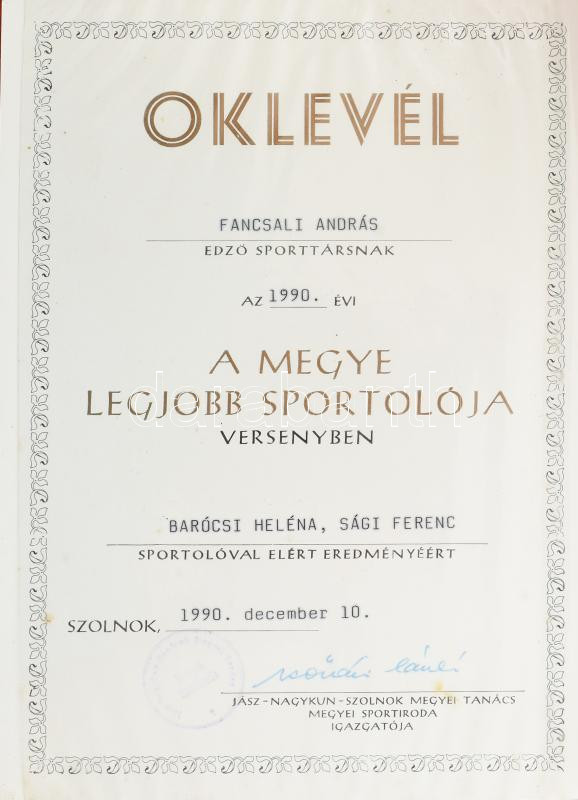 OKLEVÉL
FANCSALI ANDRÁS
EDZŐ SPORTTÁRSNAK
AZ 1990. ÉVI
A MEGYE
LEGJOBB SPORTOLÓJA
VERSENYBEN
BARÓCSI HELÉNA, SÁGI FERENC
SPORTOLÓVAL ELÉRT EREDMÉNYÉÉRT
SZOLNOK, 1990. december 10.
JÁSZ-NAGYKUN-SZOLNOK MEGYEI TANÁCS
MEGYEI SPORTIRODA
IGAZGATÓJA